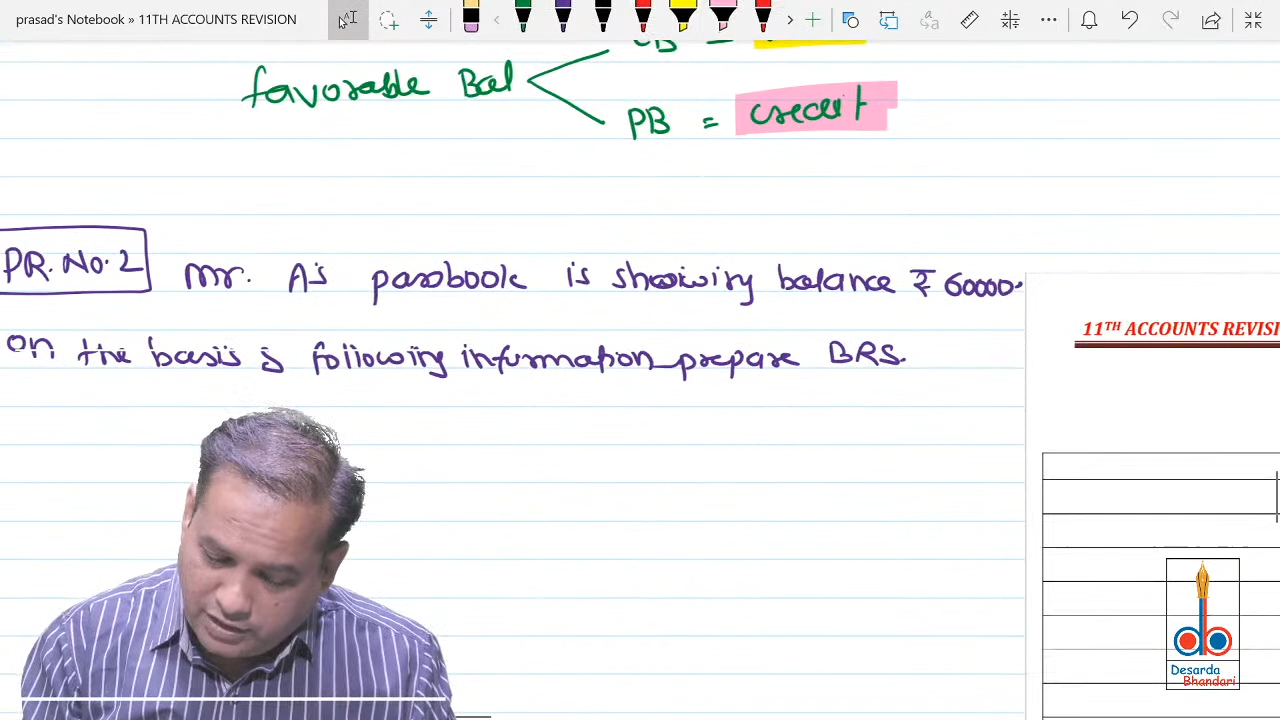 prasad's Notebook » 11TH ACCOUNTS REVISION
favorable Bal
CB =
PB = credit
PR. No. 2 Mr. A's passbook is showing balance ₹ 60000.
on the basis of following information prepare BRS.
11TH ACCOUNTS REVISI
Desarda
Bhandari